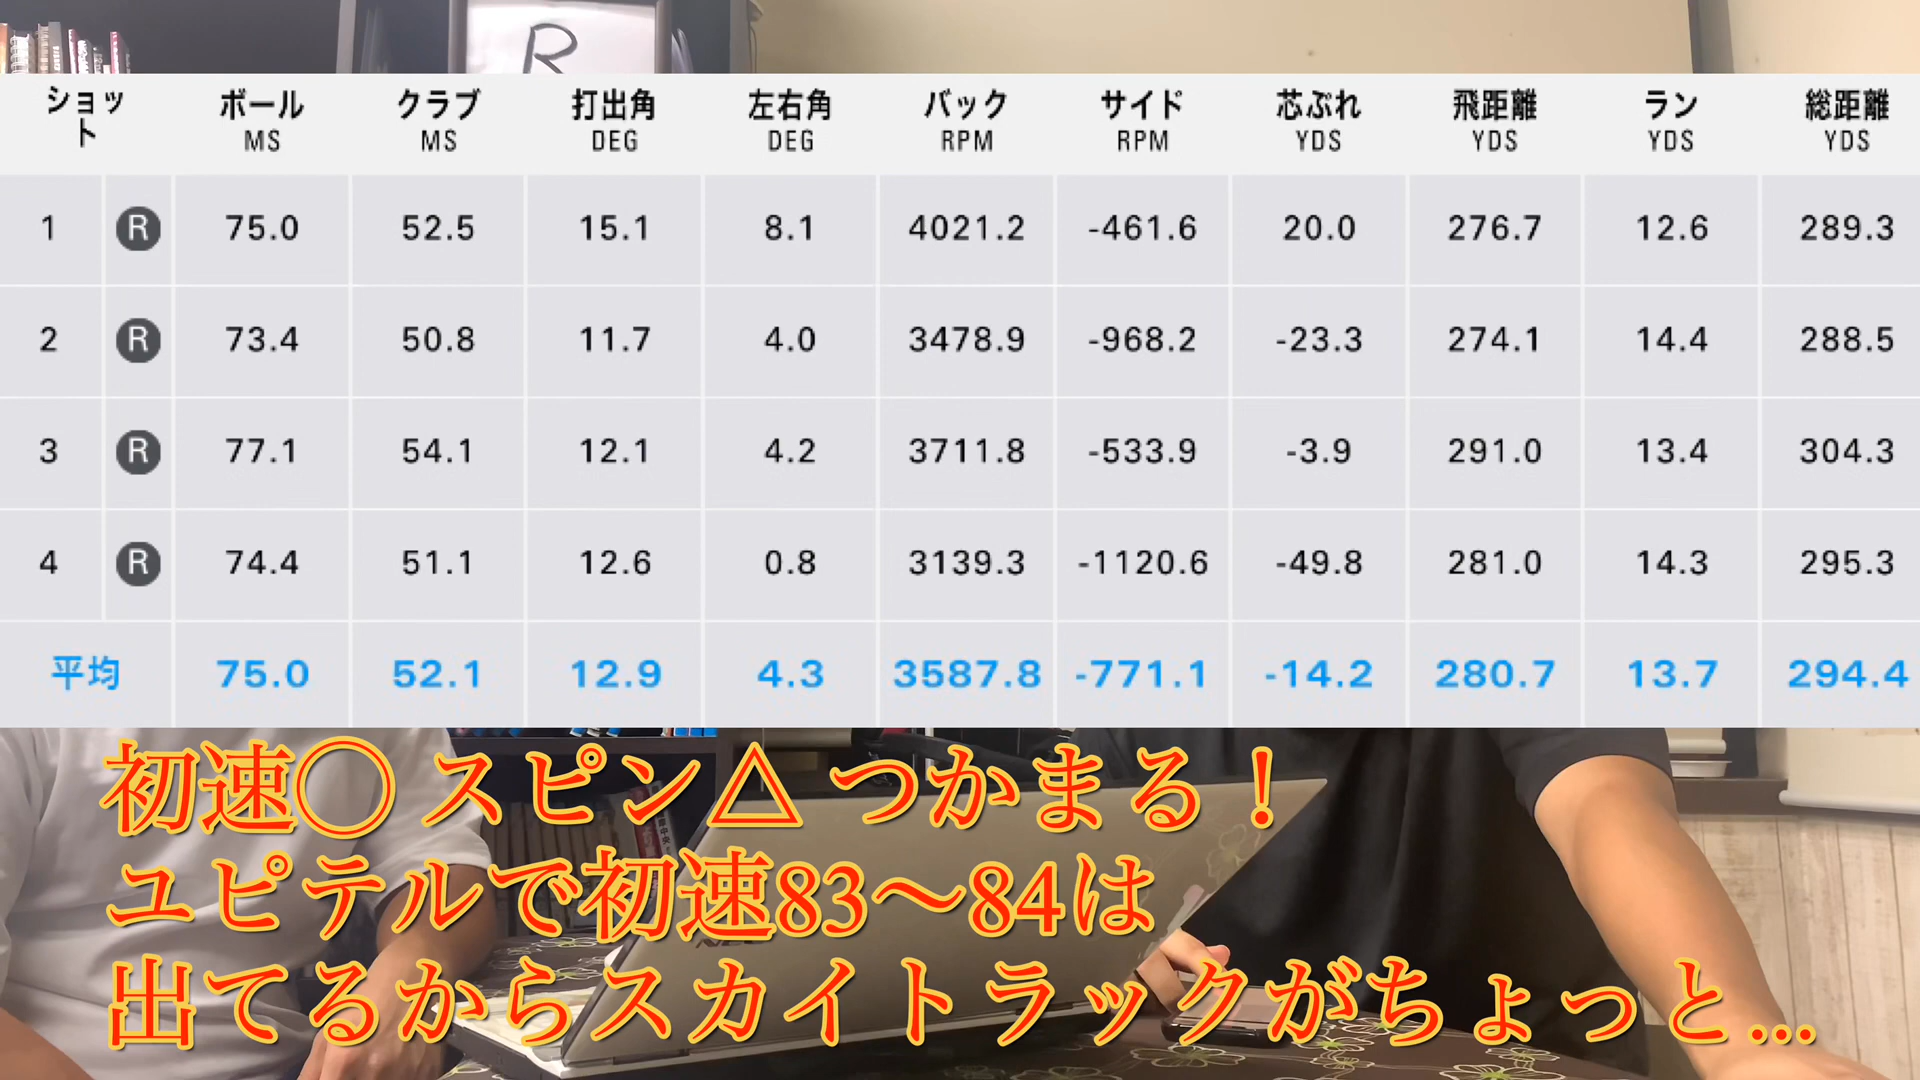 R
ショット ボール クラブ 打出角 左右角 バック サイド 芯ぶれ 飛距離 ラン 総距離
MS MS DEG DEG RPM RPM YDS YDS YDS YDS
1 R 75.0 52.5 15.1 8.1 4021.2 -461.6 20.0 276.7 12.6 289.3
2 R 73.4 50.8 11.7 4.0 3478.9 -968.2 -23.3 274.1 14.4 288.5
3 R 77.1 54.1 12.1 4.2 3711.8 -533.9 -3.9 291.0 13.4 304.3
4 R 74.4 51.1 12.6 0.8 3139.3 -1120.6 -49.8 281.0 14.3 295.3
平均 75.0 52.1 12.9 4.3 3587.8 -771.1 -14.2 280.7 13.7 294.4
初速◯ スピン△ つかまる！
ユピテルで初速83〜84は
出てるからスカイトラックがちょっと...